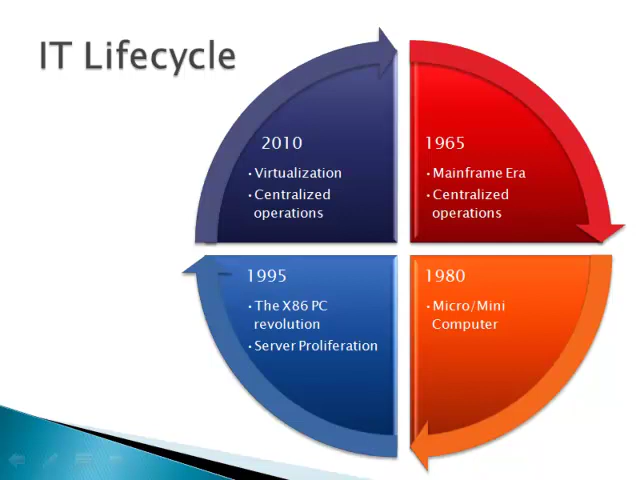 IT Lifecycle
2010
•Virtualization
•Centralized
operations
1965
•Mainframe Era
•Centralized
operations
1995
•The X86 PC
revolution
•Server Proliferation
1980
•Micro/Mini
Computer